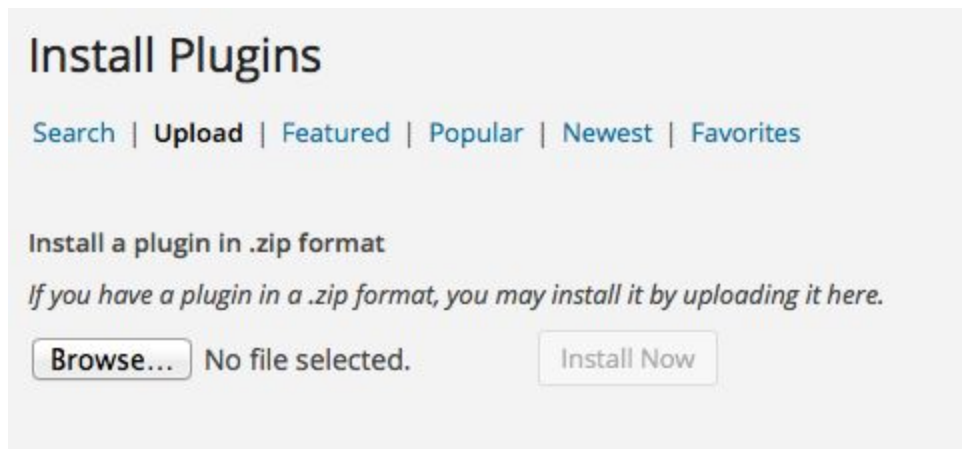 Install Plugins
Search | Upload | Featured | Popular | Newest | Favorites
Install a plugin in .zip format
If you have a plugin in a .zip format, you may install it by uploading it here.
Browse... No file selected. Install Now